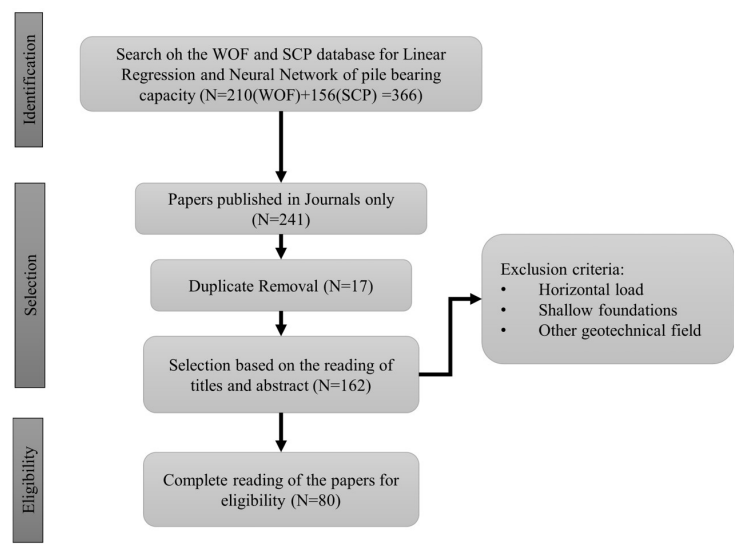 Identification
Search oh the WOF and SCP database for Linear
Regression and Neural Network of pile bearing
capacity (N=210(WOF)+156(SCP) =366)
Selection
Papers published in Journals only
(N=241)
Duplicate Removal (N=17)
Selection based on the reading of
titles and abstract (N=162)
Exclusion criteria:
• Horizontal load
• Shallow foundations
• Other geotechnical field
Eligibility
Complete reading of the papers for
eligibility (N=80)